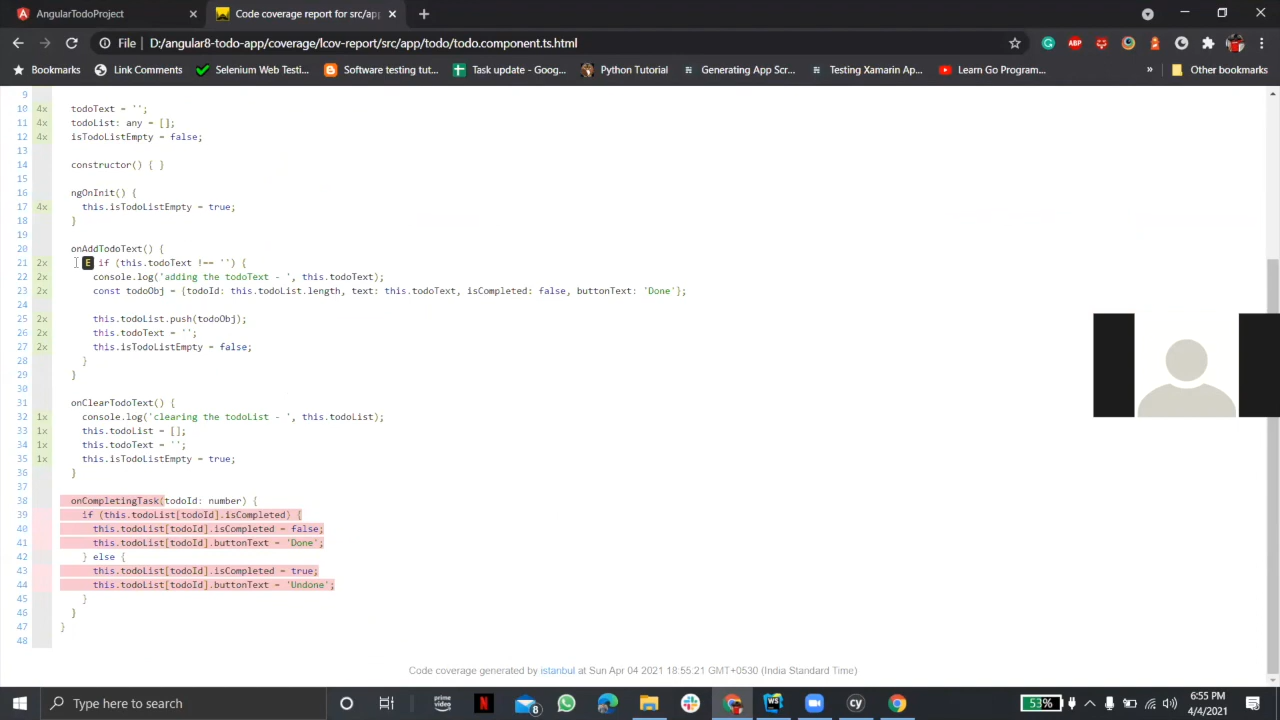 AngularTodoProject
Code coverage report for src/app
File D:/angular8-todo-app/coverage/lcov-report/src/app/todo/todo.component.ts.html
ABP
Bookmarks Link Comments Selenium Web Testi... Software testing tut... Task update - Goog... Python Tutorial Generating App Scr... Testing Xamarin App... Learn Go Program... » Other bookmarks
9
10 4x todoText = '';
11 4x todoList: any = [];
12 4x isTodoListEmpty = false;
13
14 constructor() { }
15
16 ngOnInit() {
17 4x this.isTodoListEmpty = true;
18 }
19
20 onAddTodoText() {
21 2x E if (this.todoText !== '') {
22 2x console.log('adding the todoText - ', this.todoText);
23 2x const todoObj = {todoId: this.todoList.length, text: this.todoText, isCompleted: false, buttonText: 'Done'};
24
25 2x this.todoList.push(todoObj);
26 2x this.todoText = '';
27 2x this.isTodoListEmpty = false;
28 }
29 }
30
31 onClearTodoText() {
32 1x console.log('clearing the todoList - ', this.todoList);
33 1x this.todoList = [];
34 1x this.todoText = '';
35 1x this.isTodoListEmpty = true;
36 }
37
38 onCompletingTask(todoId: number) {
39 if (this.todoList[todoId].isCompleted) {
40 this.todoList[todoId].isCompleted = false;
41 this.todoList[todoId].buttonText = 'Done';
42 } else {
43 this.todoList[todoId].isCompleted = true;
44 this.todoList[todoId].buttonText = 'Undone';
45 }
46 }
47 }
48
Code coverage generated by istanbul at Sun Apr 04 2021 18:55:21 GMT+0530 (India Standard Time)
Type here to search
prime video
N
8
cy
53%
6:55 PM
4/4/2021